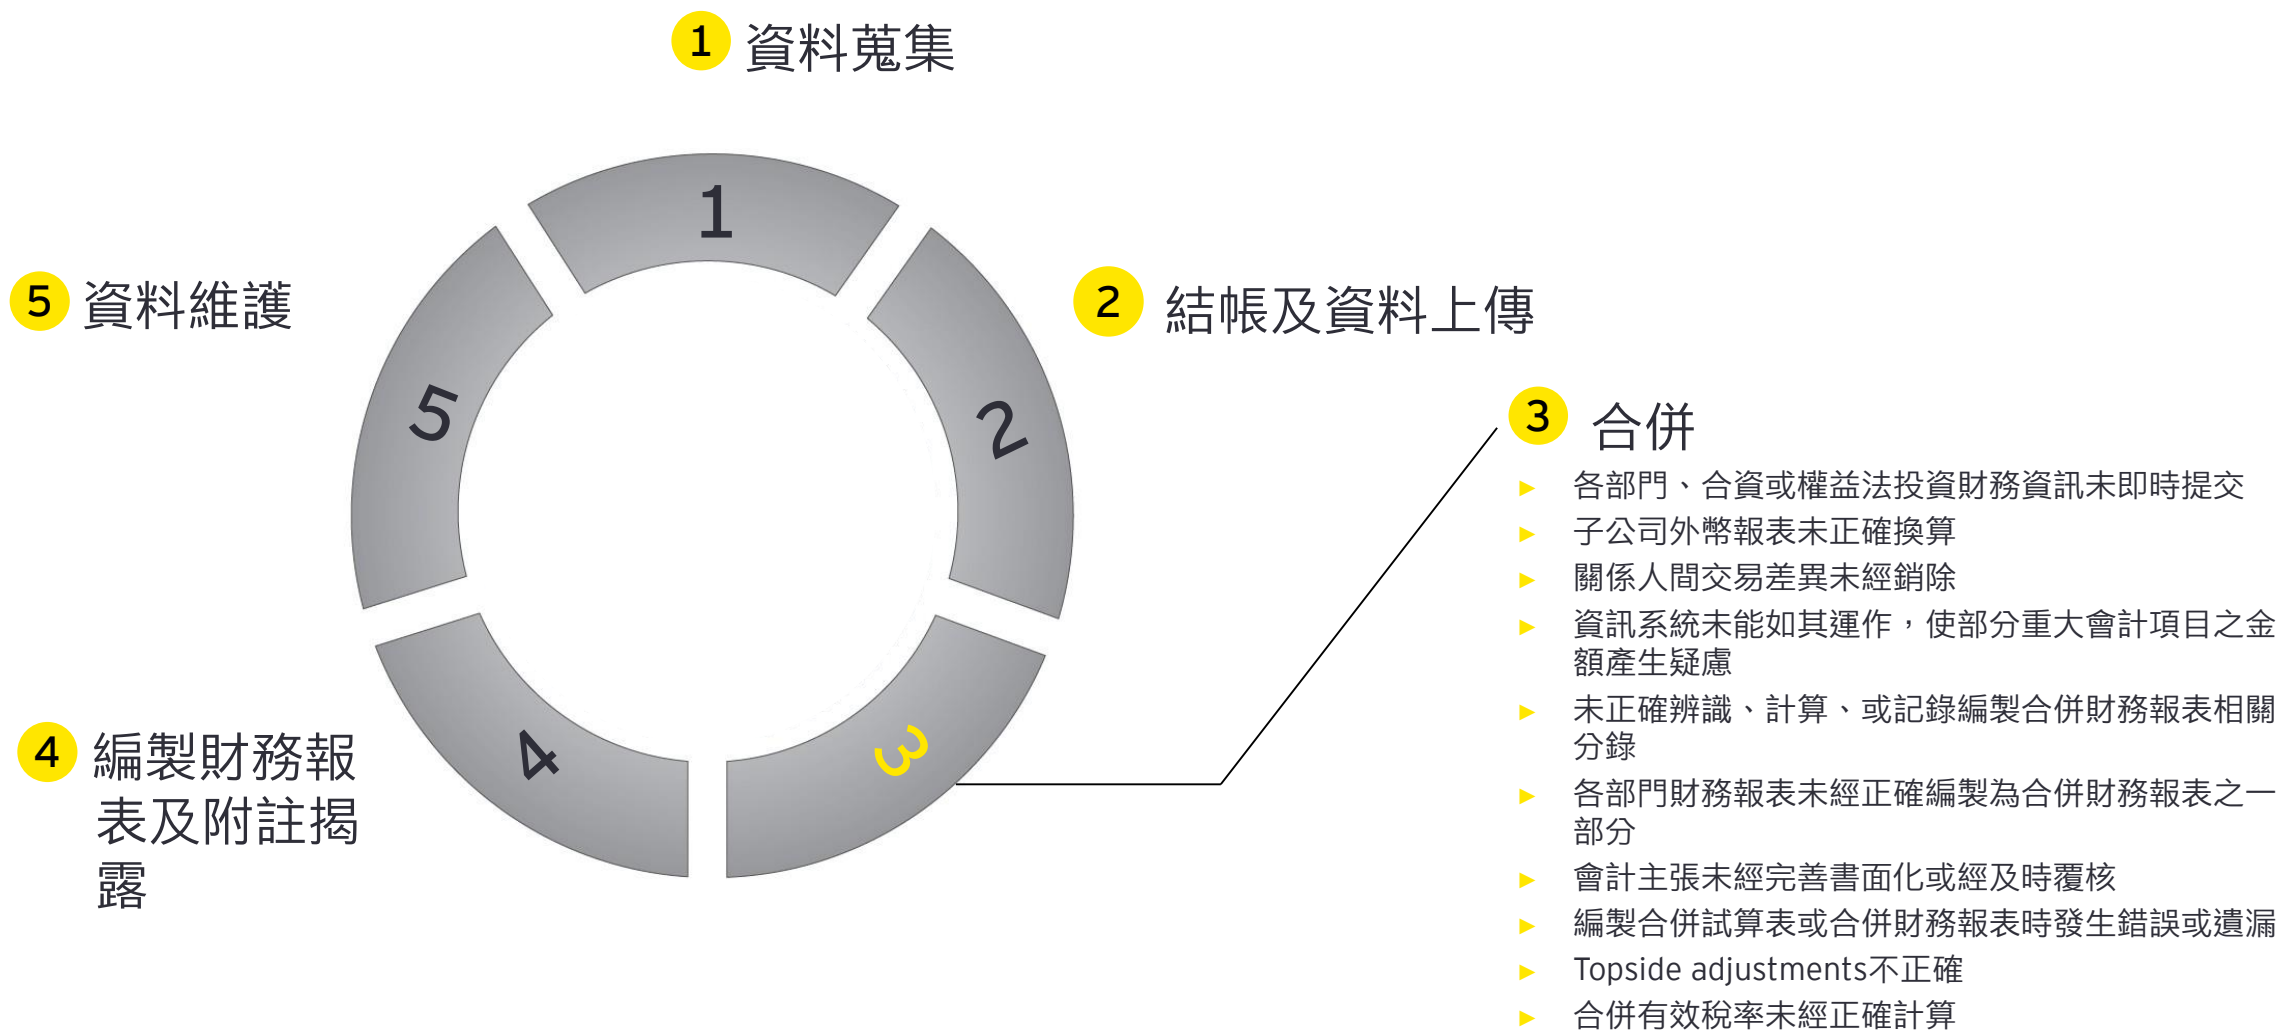 1 資料蒐集
1
5 資料維護
2 結帳及資料上傳
5
2
3 合併
各部門、合資或權益法投資財務資訊未即時提交
子公司外幣報表未正確換算
關係人間交易差異未經銷除
資訊系統未能如其運作，使部分重大會計項目之金
額產生疑慮
未正確辨識、計算、或記錄編製合併財務報表相關
分錄
各部門財務報表未經正確編製為合併財務報表之一
部分
會計主張未經完善書面化或經及時覆核
編製合併試算表或合併財務報表時發生錯誤或遺漏
Topside adjustments不正確
合併有效稅率未經正確計算
4
3
4 編製財務報
表及附註揭
露